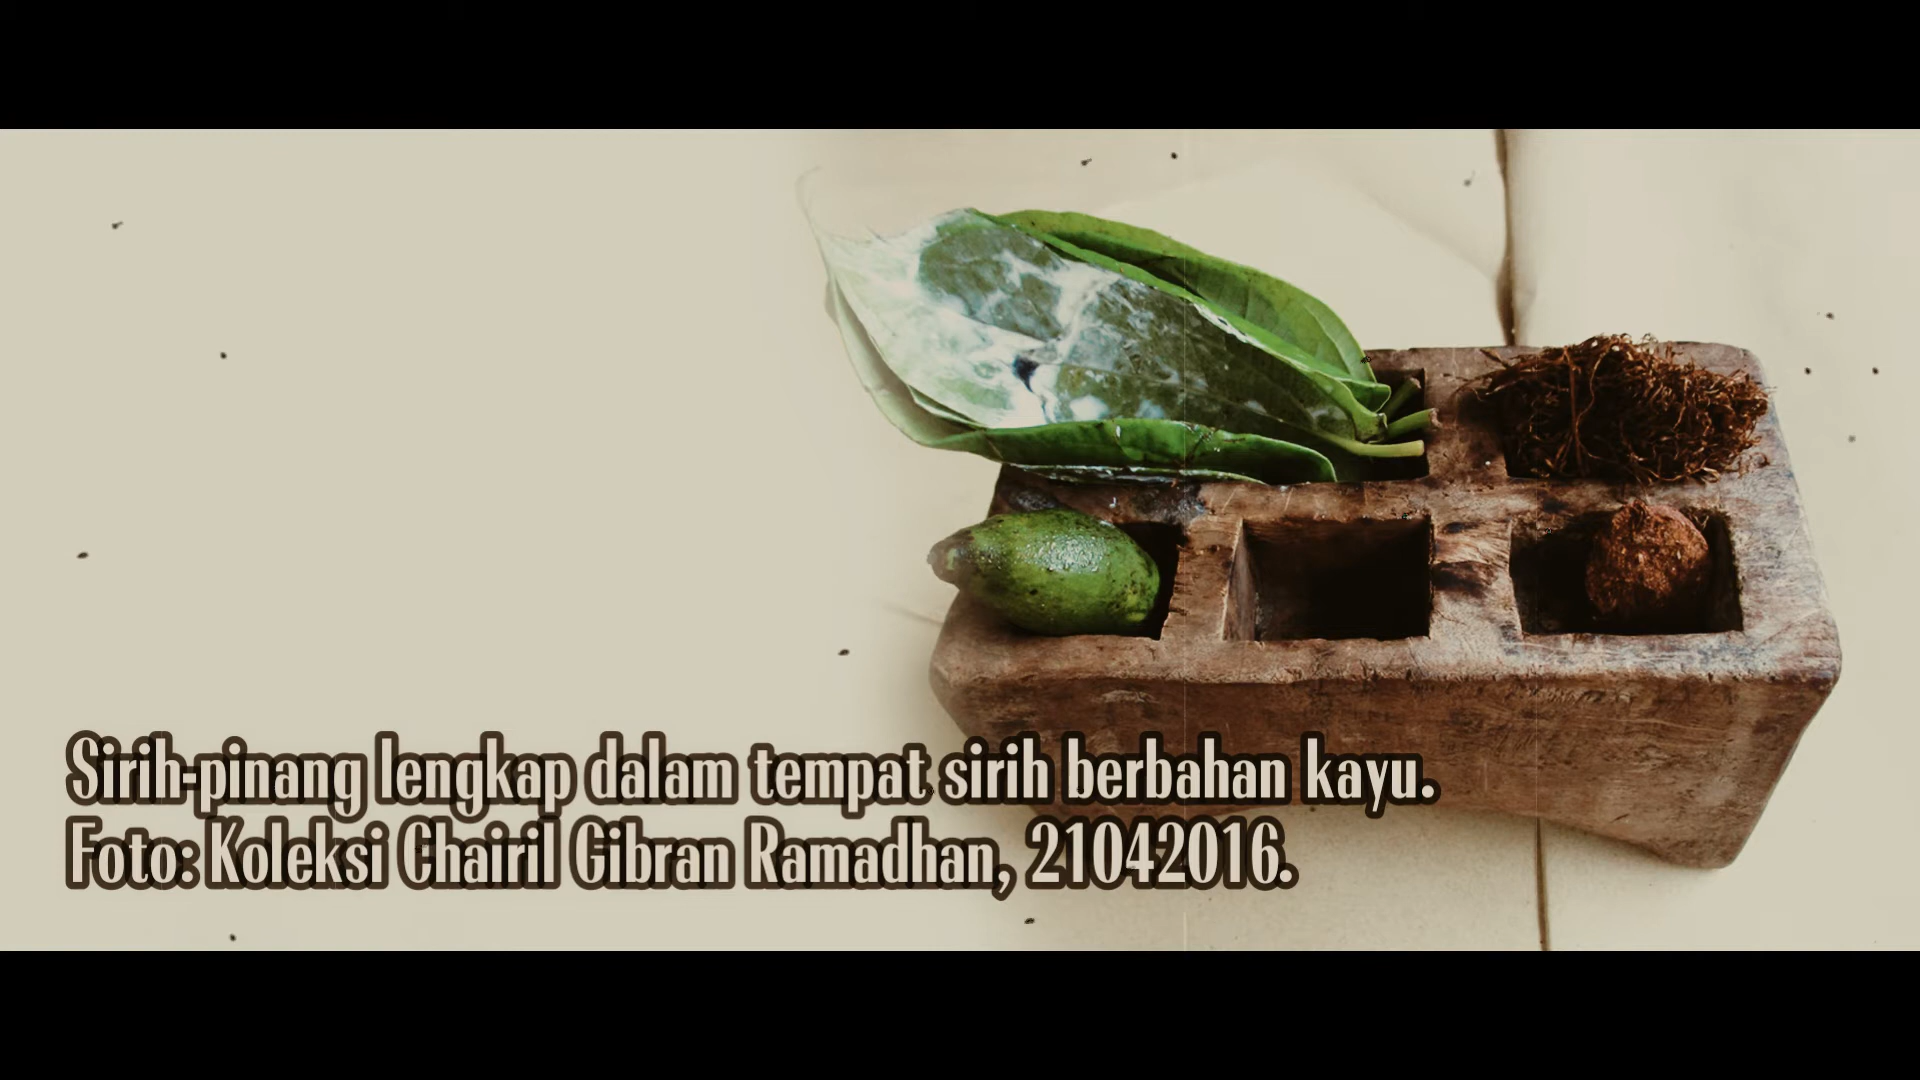 Sirih-pinang lengkap dalam tempat sirih berbahan kayu.
Foto: Koleksi Chairil Gibran Ramadhan, 21042016.